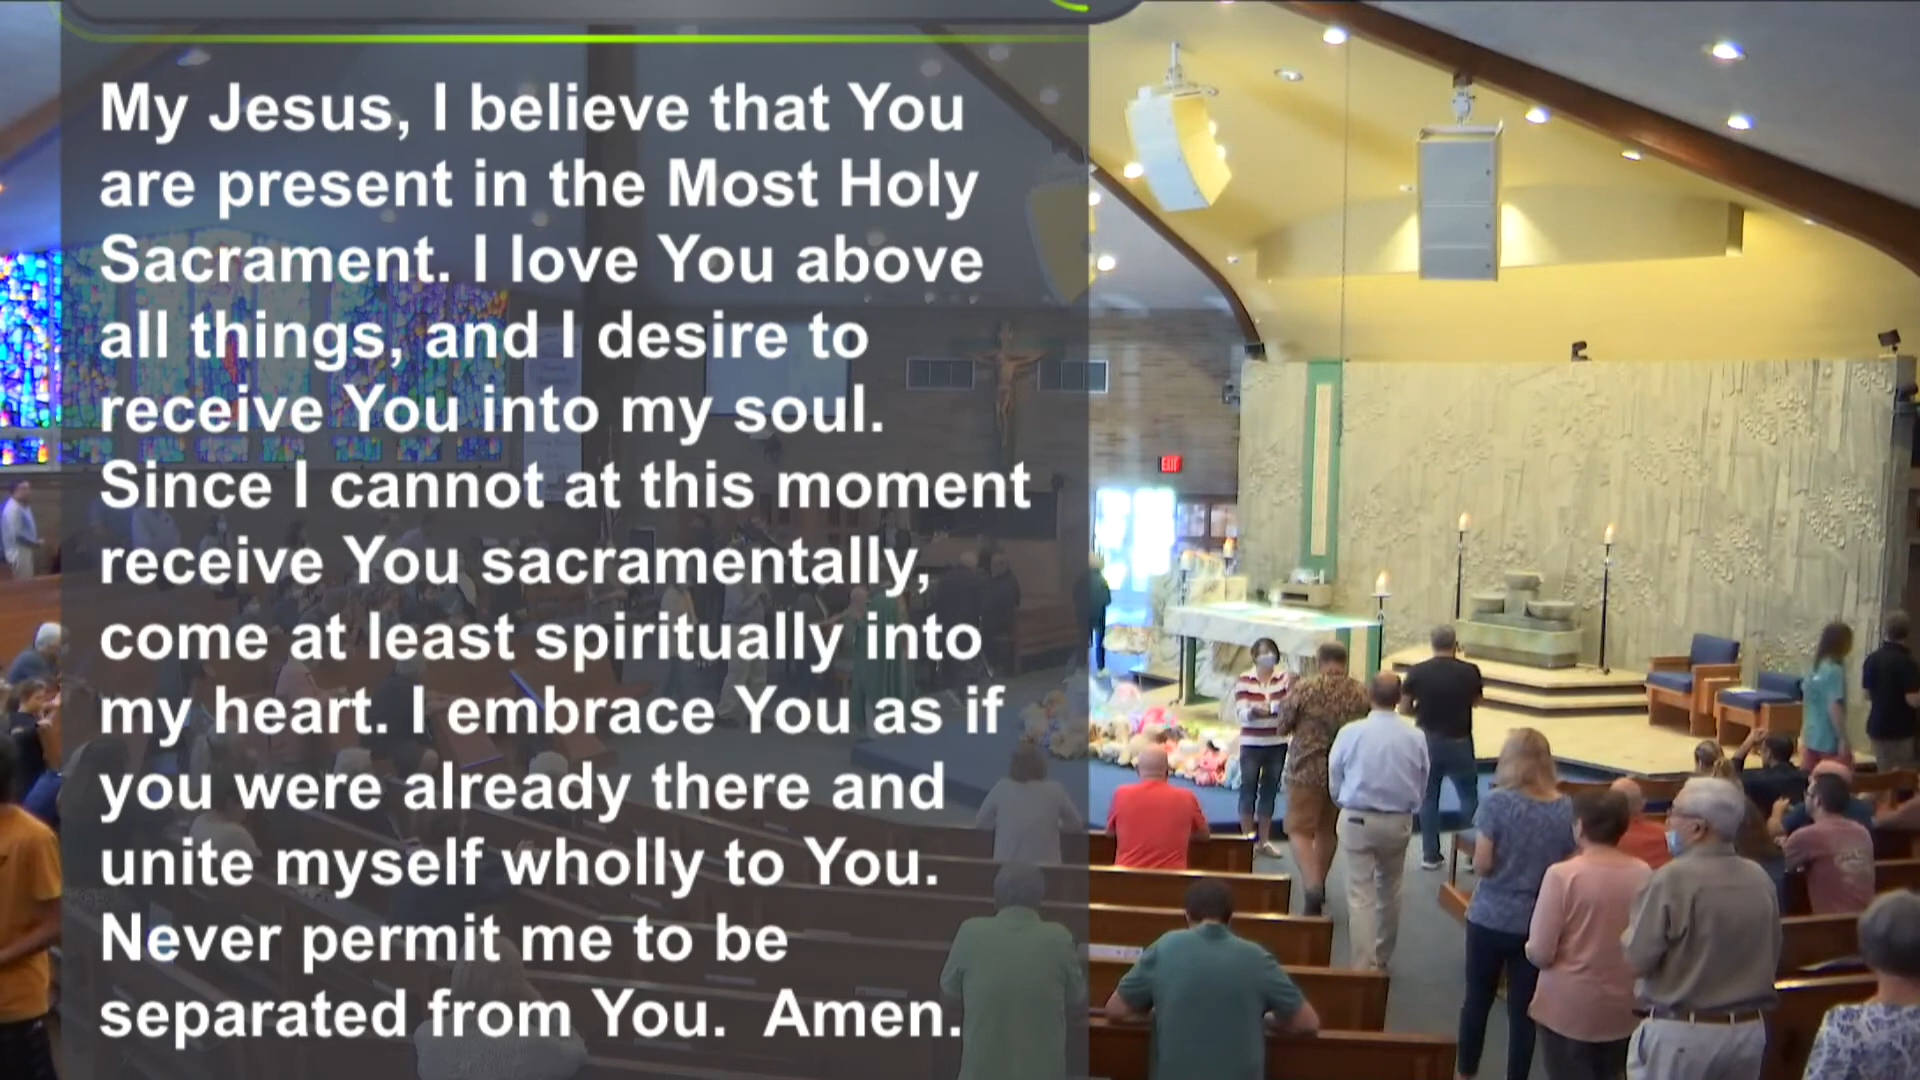 My Jesus, I believe that You
are present in the Most Holy
Sacrament. I love You above
all things, and I desire to
receive You into my soul.
Since I cannot at this moment
receive You sacramentally,
come at least spiritually into
my heart. I embrace You as if
you were already there and
unite myself wholly to You.
Never permit me to be
separated from You.  Amen.
EXIT